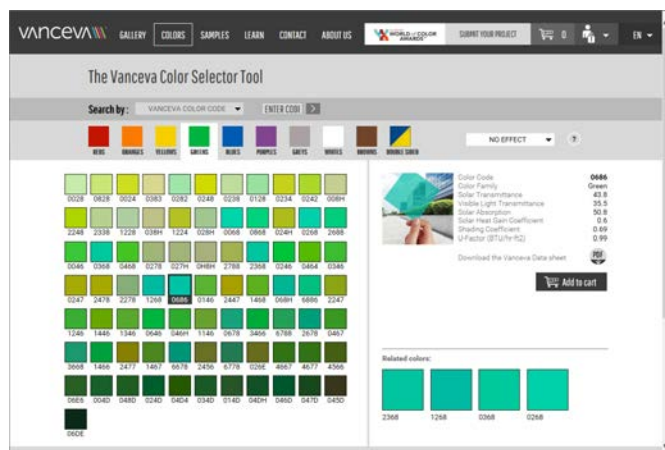 VANCEVA GALLERY COLORS SAMPLES LEARN CONTACT ABOUT US WORLD of COLOR AWARDS SUBMIT YOUR PROJECT 0 EN
The Vanceva Color Selector Tool
Search by: VANCEVA COLOR CODE ENTER CODE
REDS ORANGES YELLOWS GREENS BLUES PURPLES GREYS WHITES BROWNS DOUBLE SIDED NO EFFECT ?
0028 0828 0024 0383 0282 0248 0238 0128 0234 0242 008H
2248 2338 1228 038H 1224 028H 0068 0868 024H 0268 2688
0046 0368 0468 0278 027H 0H8H 2788 2368 0246 0464 0346
0247 2478 2278 1268 0686 0146 2447 1468 068H 6886 2247
1246 1446 1346 0646 046H 1146 0678 3466 6788 2678 0467
3668 1466 2477 1467 6678 2456 6778 026E 4667 4677 4566
06E6 004D 048D 024D 04D4 034D 014D 04DH 046D 047D 045D
06DE
Color Code 0686
Color Family Green
Solar Transmittance 43.8
Visible Light Transmittance 35.5
Solar Absorption 50.8
Solar Heat Gain Coefficient 0.6
Shading Coefficient 0.69
U-Factor (BTU/hr-ft2) 0.99
Download the Vanceva Data sheet PDF
Add to cart
Related colors:
2368 1268 0368 0268